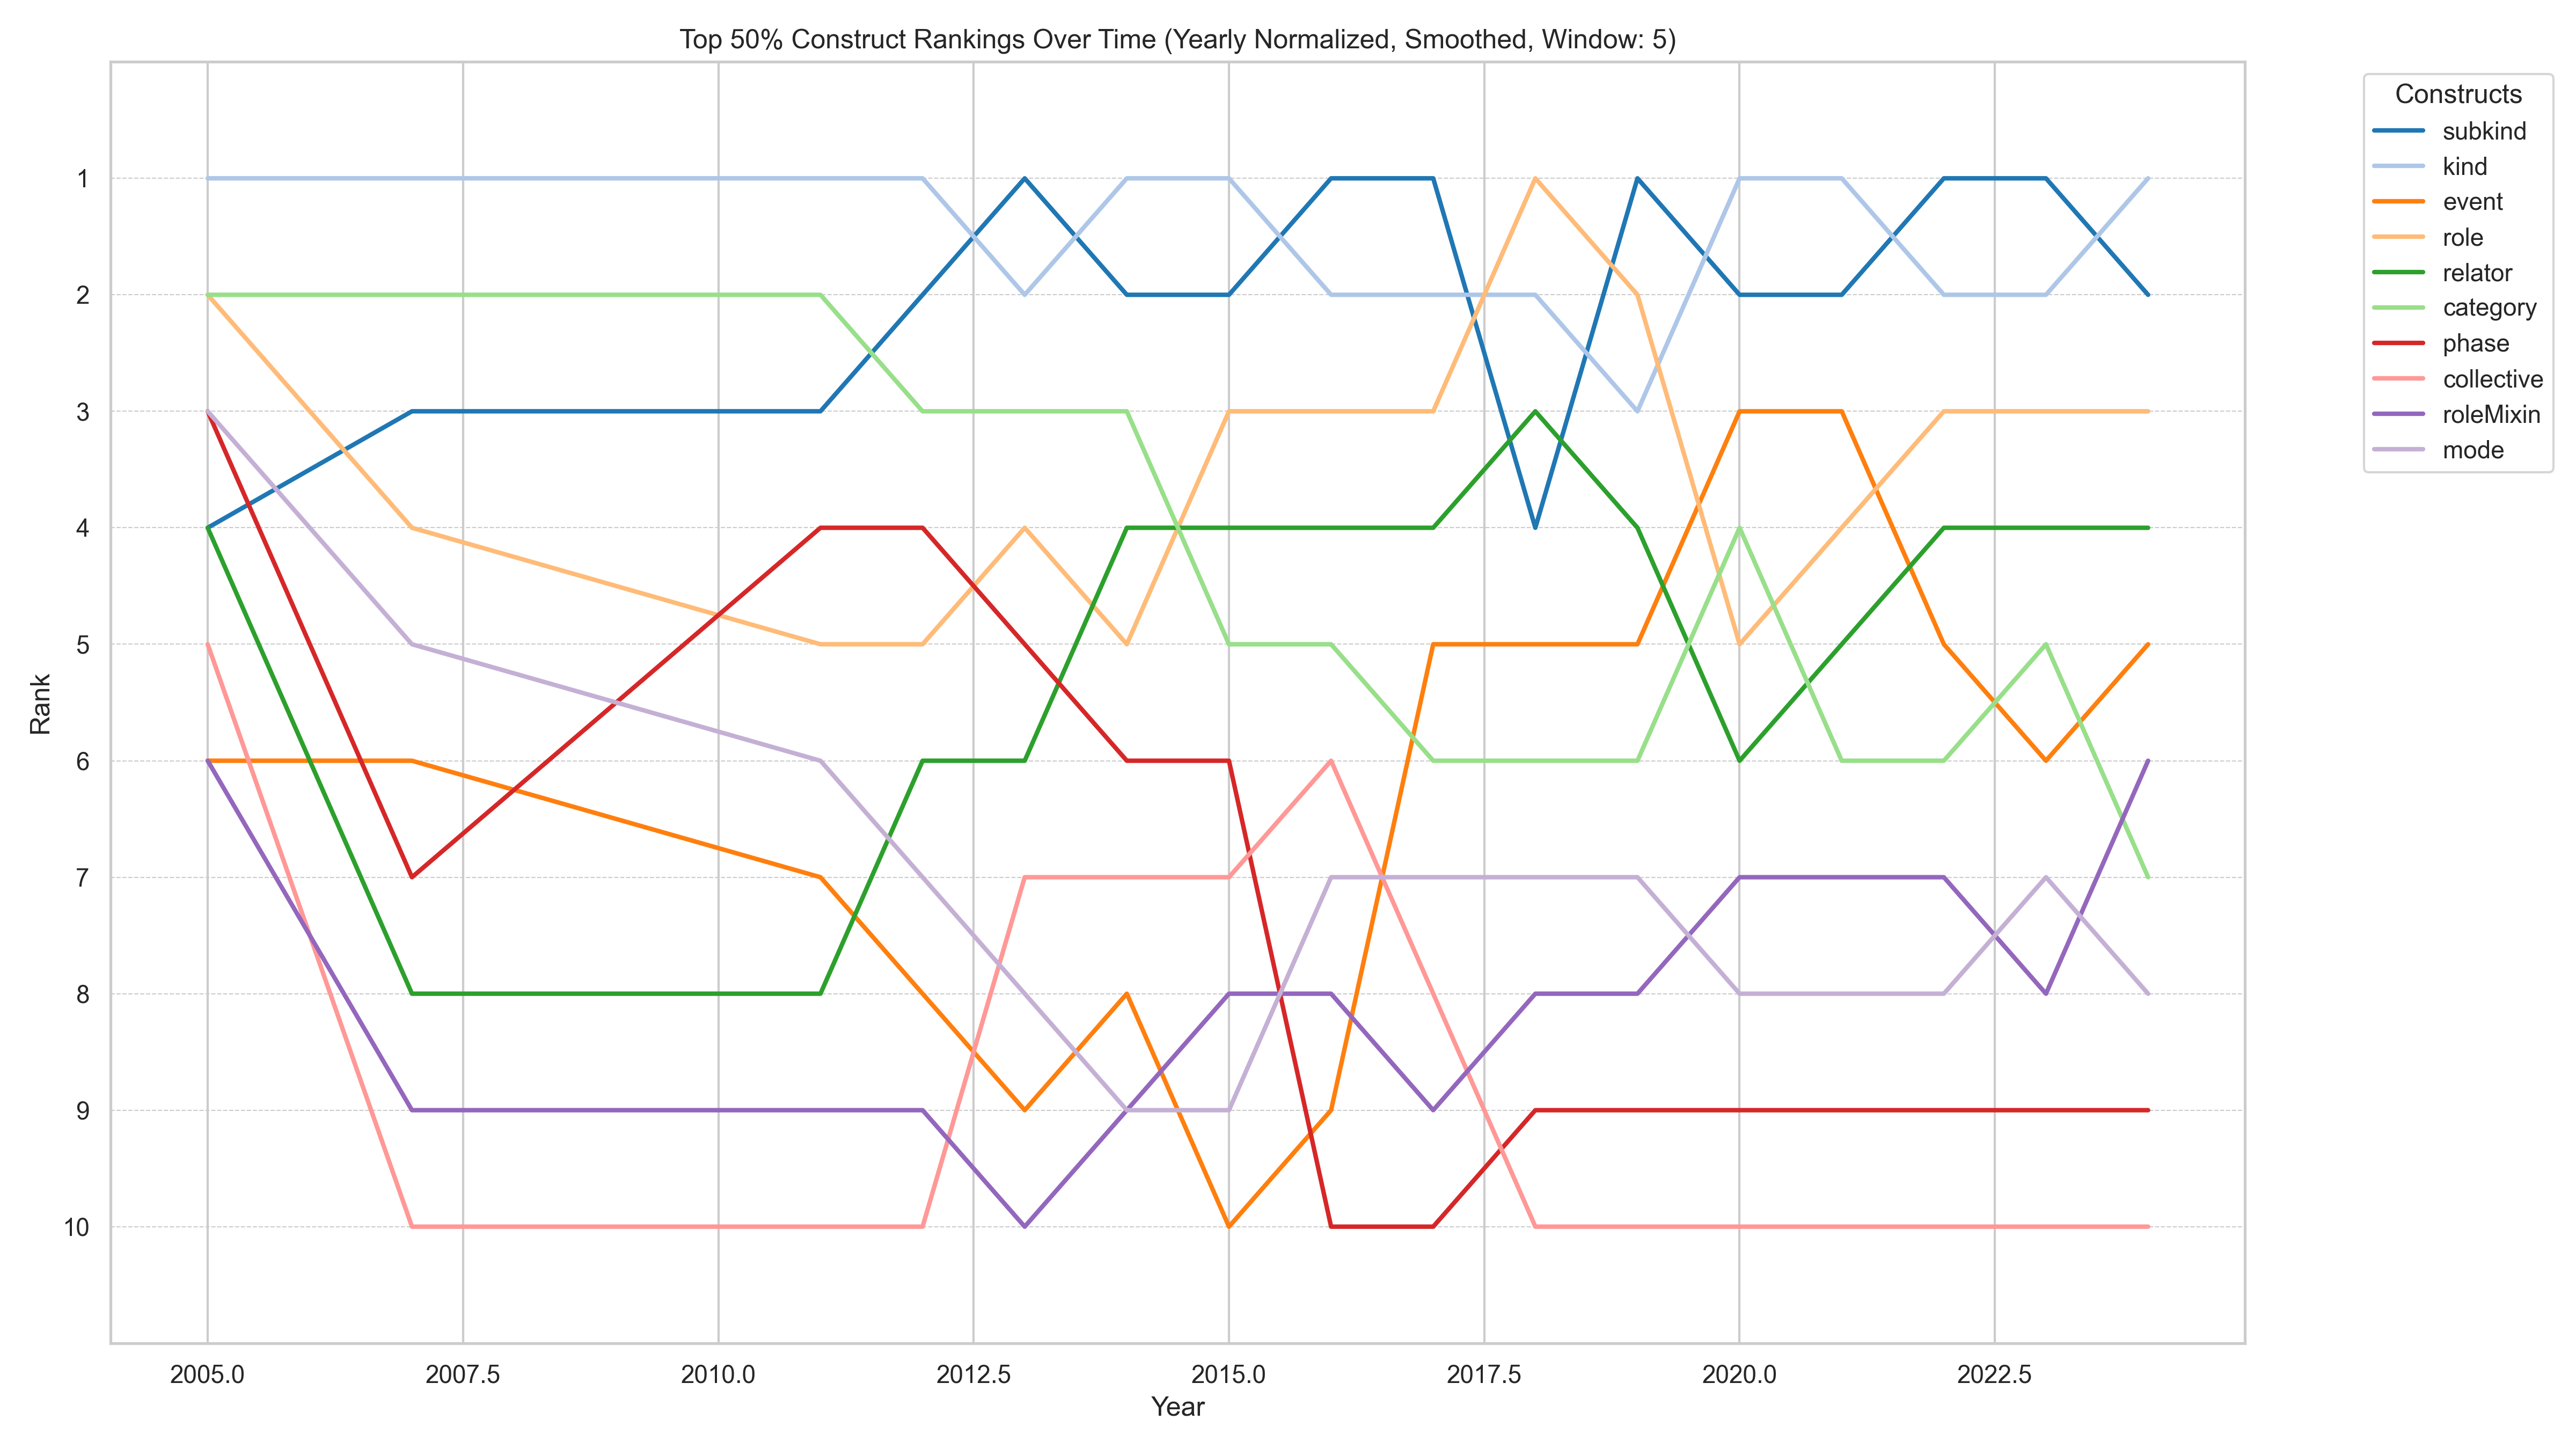 Top 50% Construct Rankings Over Time (Yearly Normalized, Smoothed, Window: 5)
Rank
1
2
3
4
5
6
7
8
9
10
2005.0
2007.5
2010.0
2012.5
2015.0
2017.5
2020.0
2022.5
Year
Constructs
subkind
kind
event
role
relator
category
phase
collective
roleMixin
mode